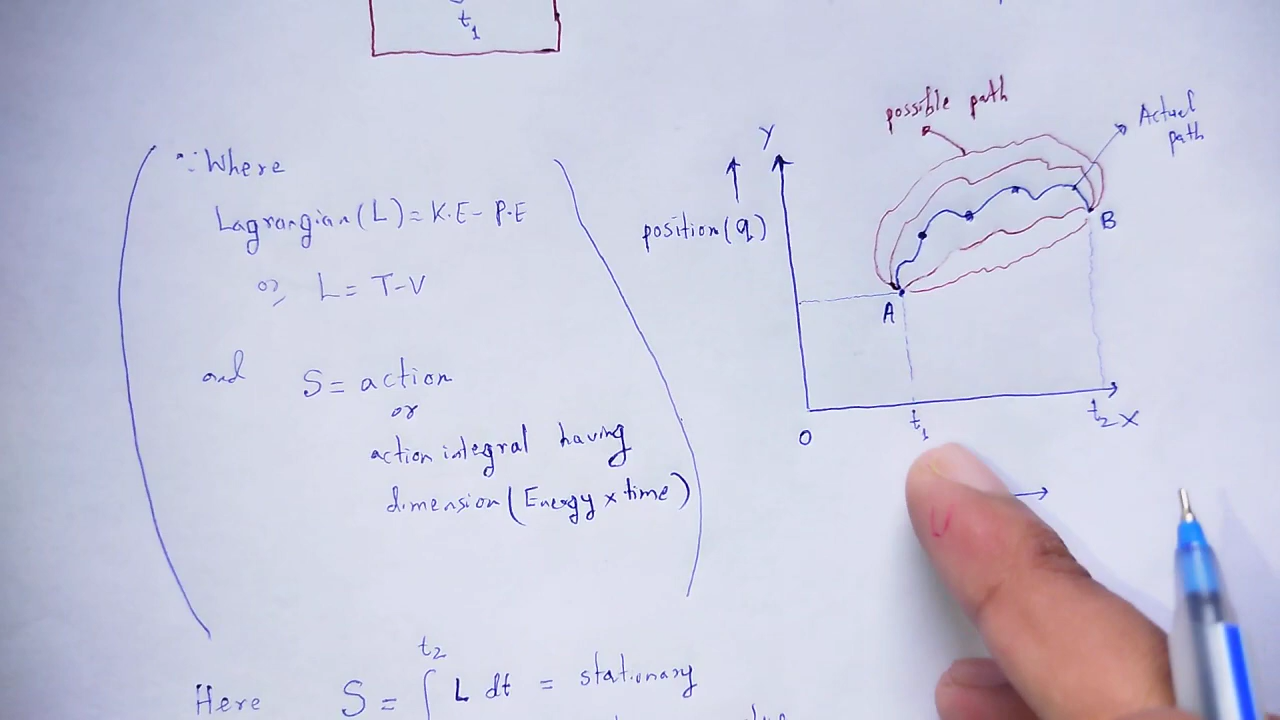 t1
∵ Where
Lagrangian (L) = K.E - P.E
or, L = T-V
and S = action
or
action integral having
dimension (Energy x time)
t2
Here S = ∫ L dt = stationary
possible path
Actual
path
Y
position (q)
A
B
O
t1
t2 X